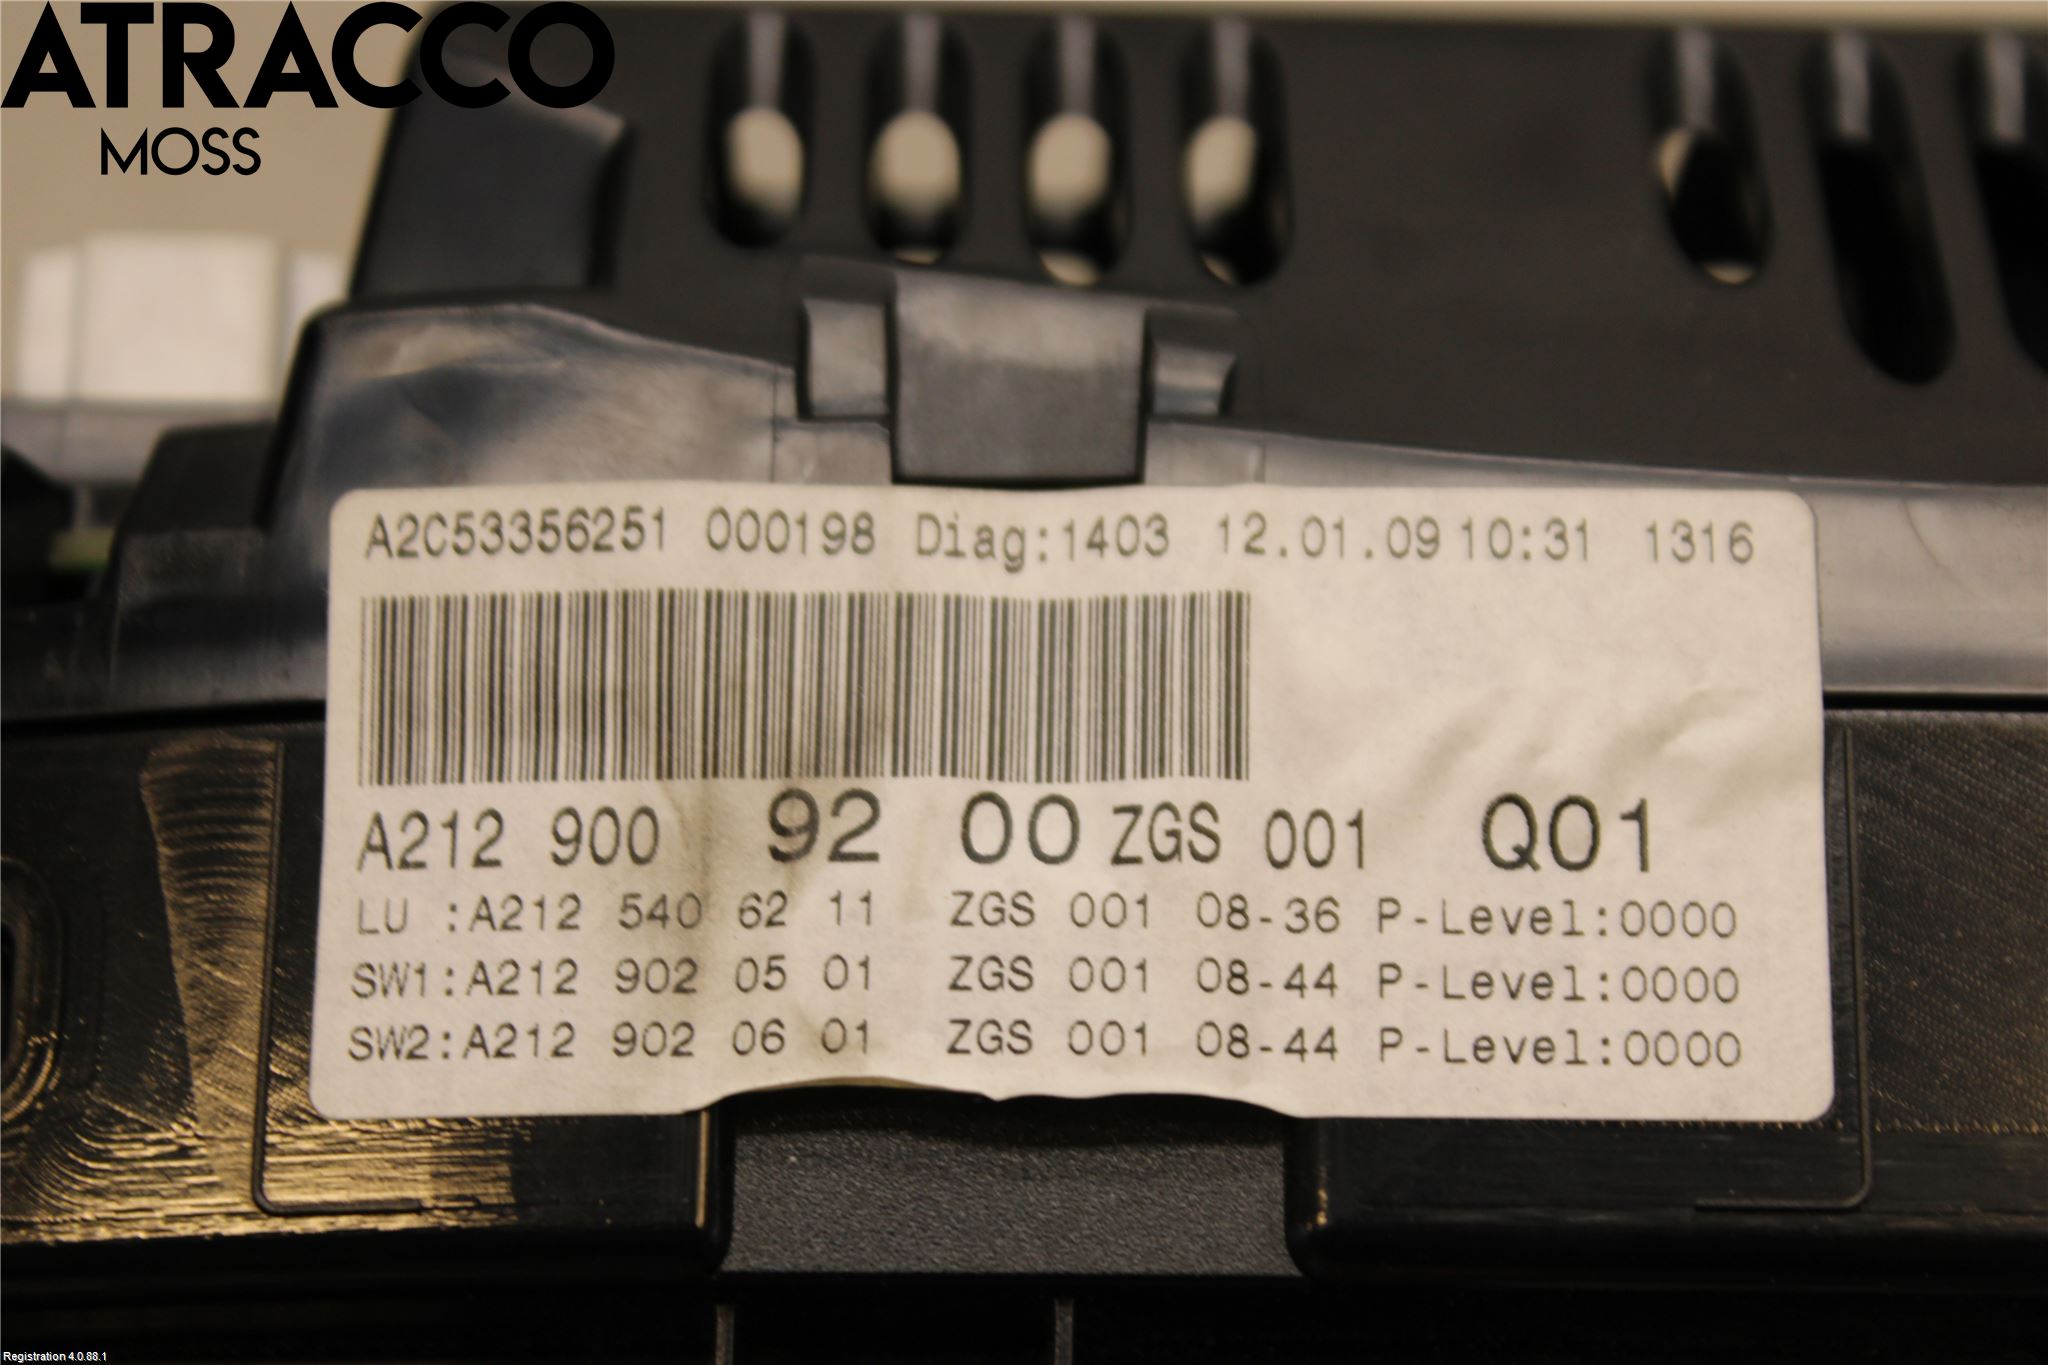 ATRACCO
MOSS
A2C53356251 000198 Diag:1403 12.01.09 10:31 1316
A212 900 92 00 ZGS 001 Q01
LU :A212 540 62 11 ZGS 001 08-36 P-Level:0000
SW1:A212 902 05 01 ZGS 001 08-44 P-Level:0000
SW2:A212 902 06 01 ZGS 001 08-44 P-Level:0000
Registration 4.0.88.1